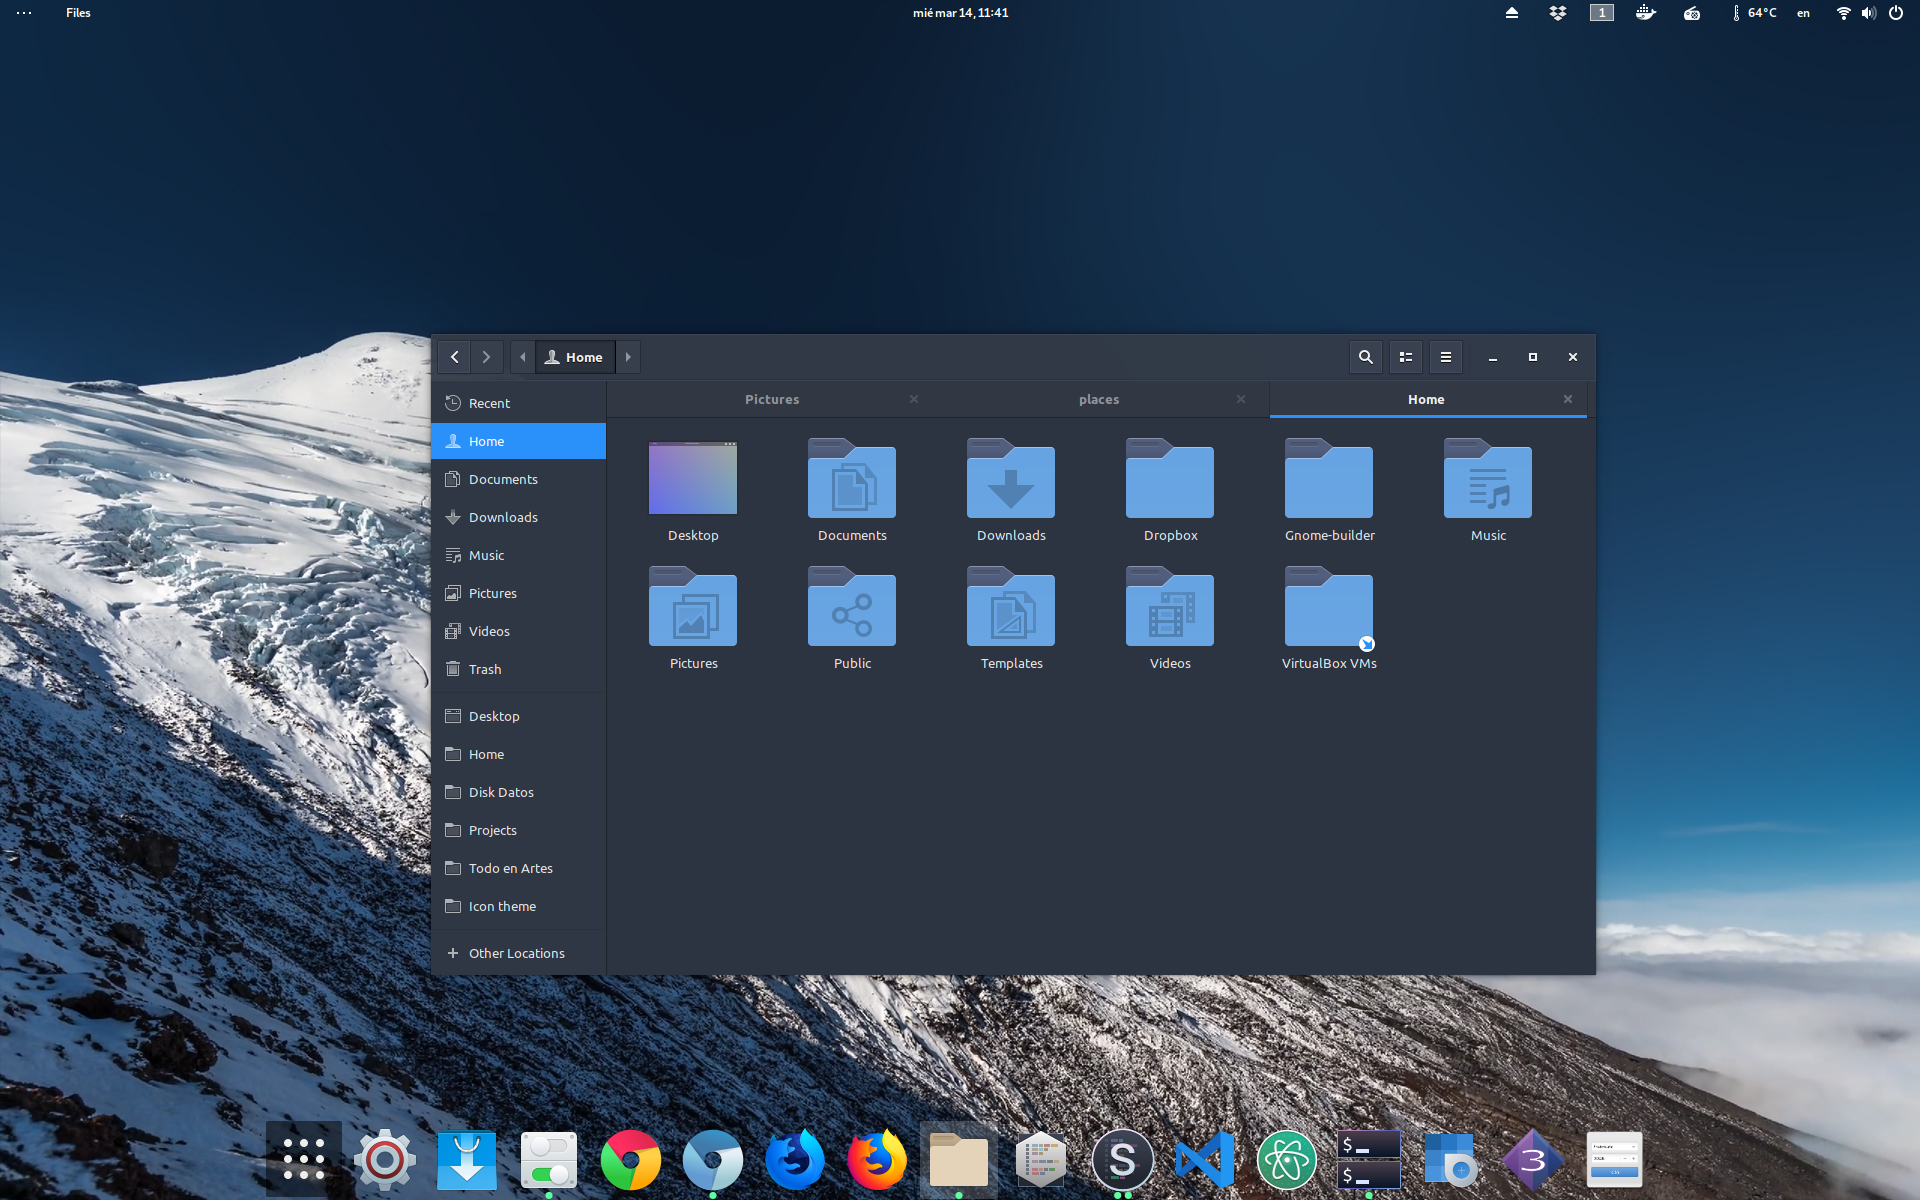 Files
mié mar 14, 11:41
1
64°C
en
Home
Recent
Home
Documents
Downloads
Music
Pictures
Videos
Trash
Desktop
Home
Disk Datos
Projects
Todo en Artes
Icon theme
Other Locations
Pictures
places
Home
Desktop
Documents
Downloads
Dropbox
Gnome-builder
Music
Pictures
Public
Templates
Videos
VirtualBox VMs
S
$
$
3